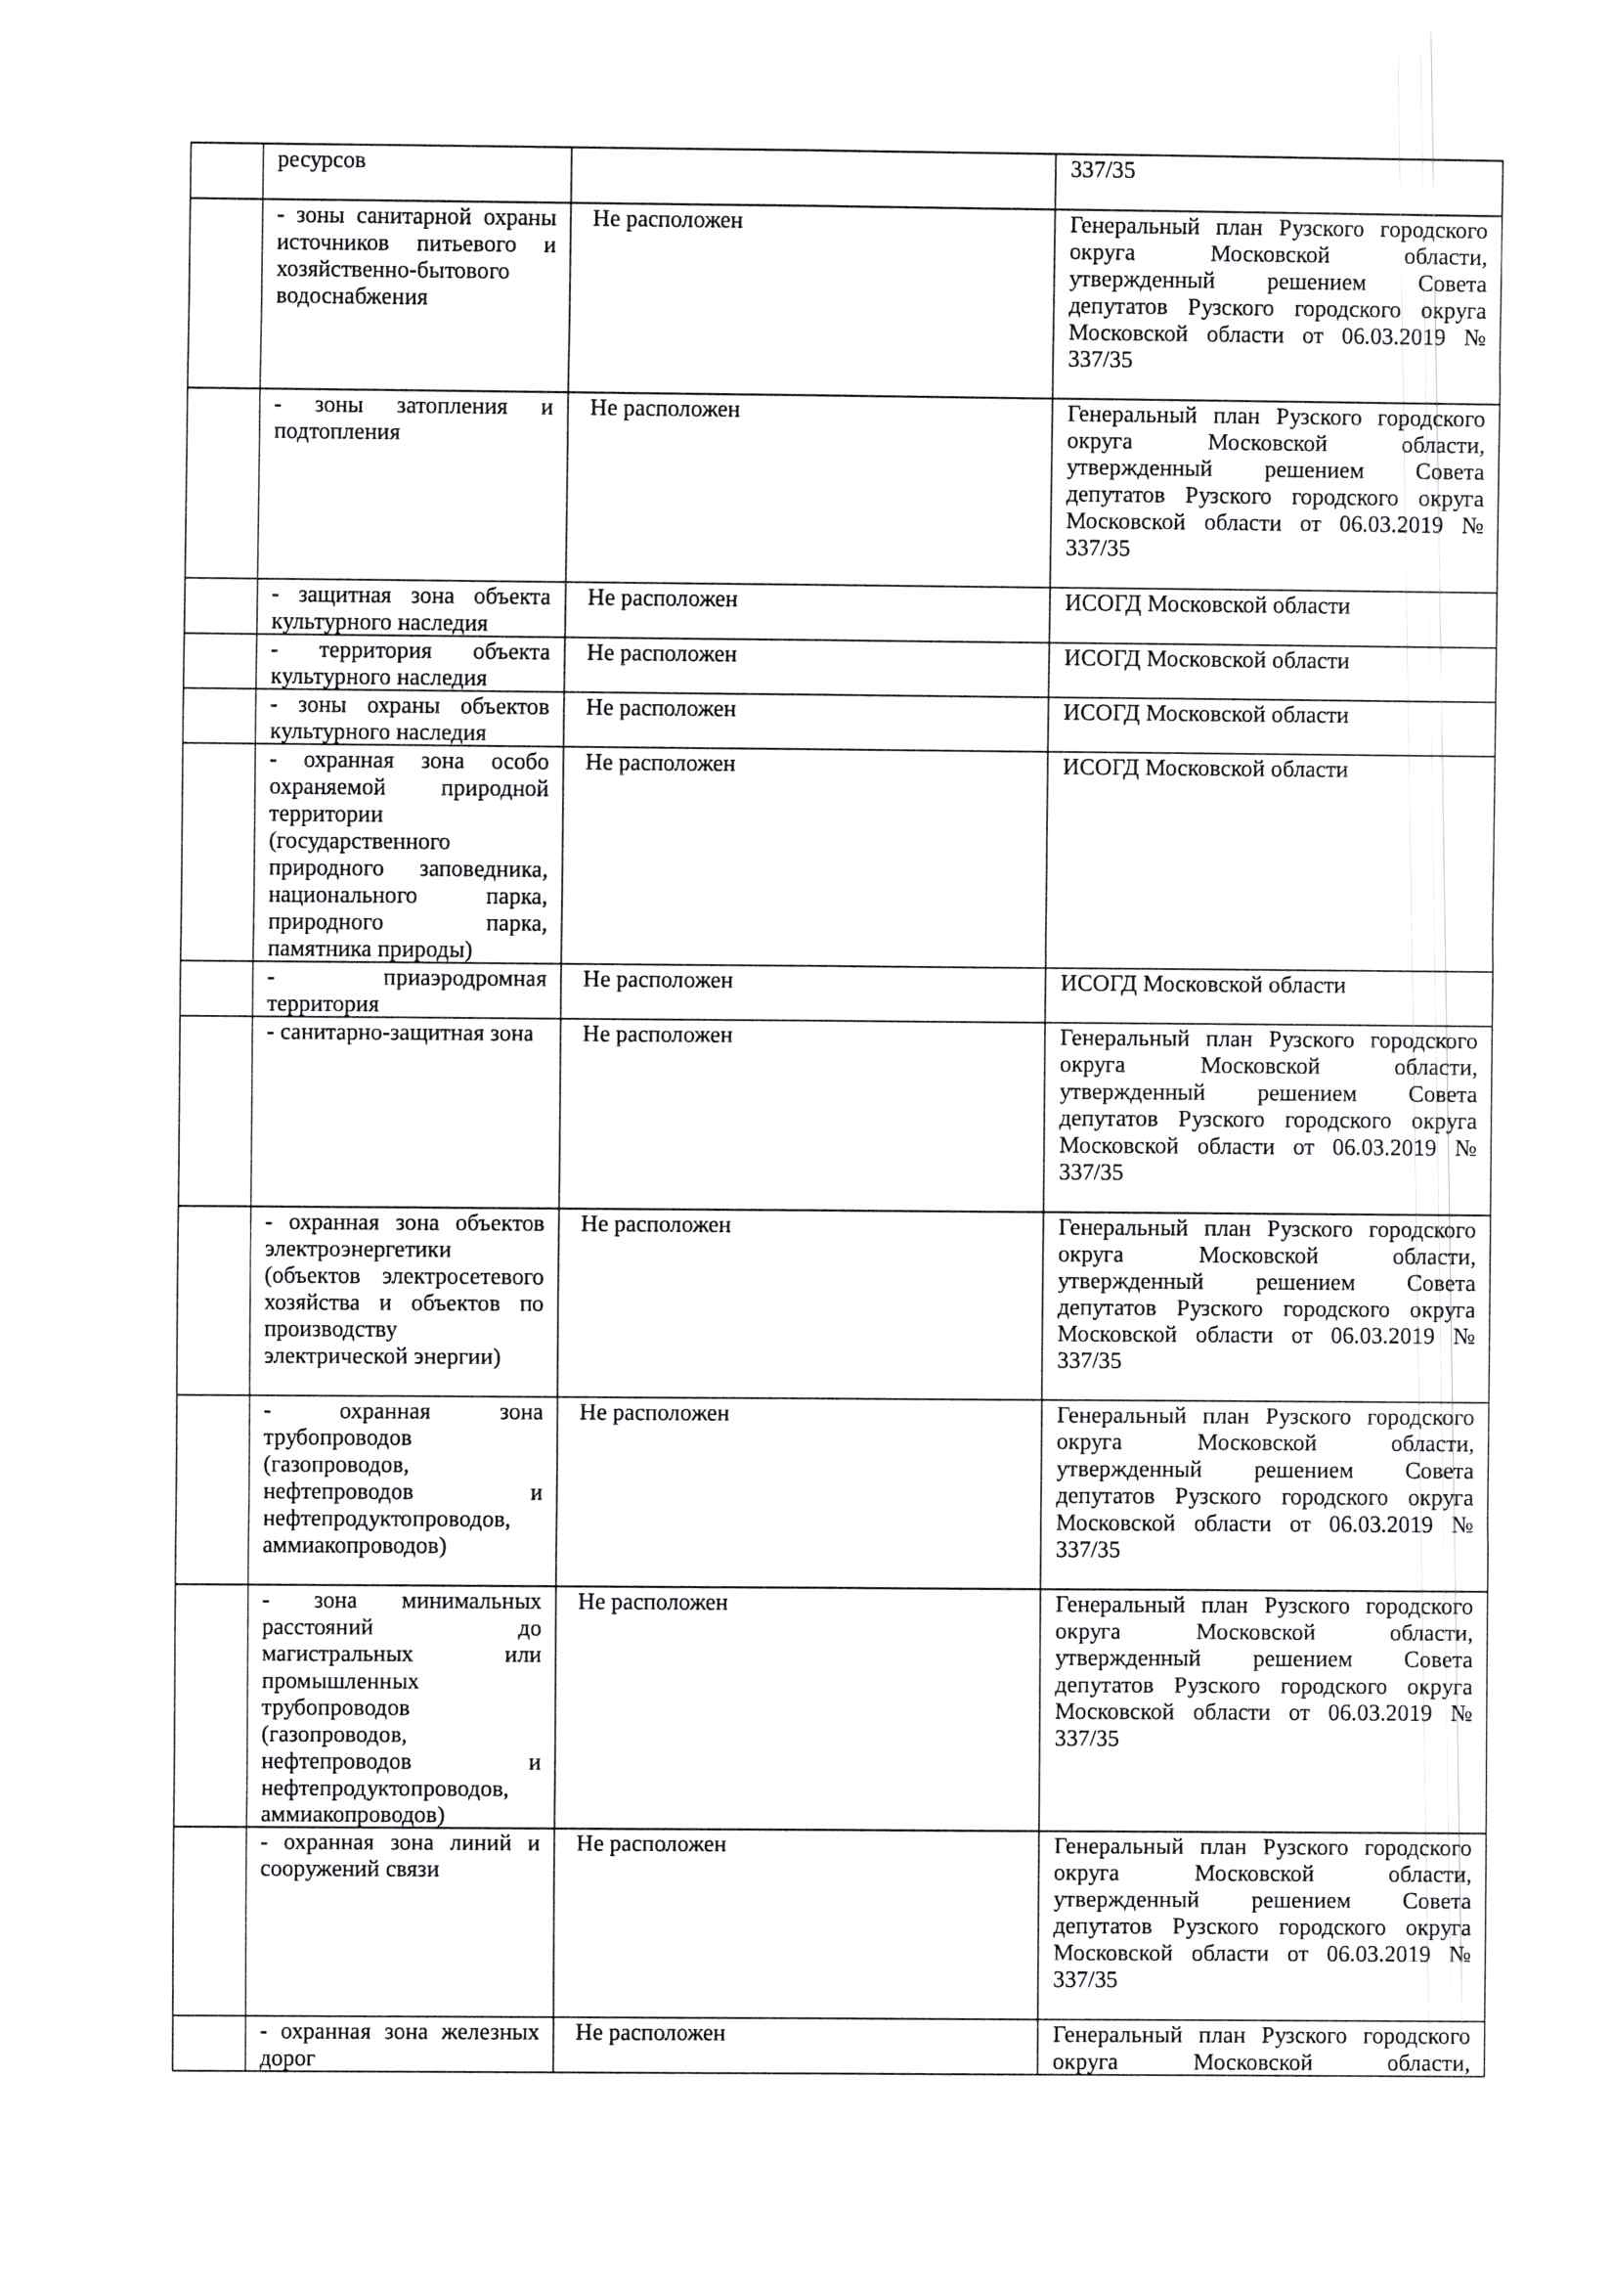 ресурсов
337/35
- зоны санитарной охраны
источников питьевого и
хозяйственно-бытового
водоснабжения
Не расположен
Генеральный план Рузского городского
округа Московской области,
утвержденный решением Совета
депутатов Рузского городского округа
Московской области от 06.03.2019 №
337/35
- зоны затопления и
подтопления
Не расположен
Генеральный план Рузского городского
округа Московской области,
утвержденный решением Совета
депутатов Рузского городского округа
Московской области от 06.03.2019 №
337/35
- защитная зона объекта
культурного наследия
Не расположен
ИСОГД Московской области
- территория объекта
культурного наследия
Не расположен
ИСОГД Московской области
- зоны охраны объектов
культурного наследия
Не расположен
ИСОГД Московской области
- охранная зона особо
охраняемой природной
территории
(государственного
природного заповедника,
национального парка,
природного парка,
памятника природы)
Не расположен
ИСОГД Московской области
- приаэродромная
территория
Не расположен
ИСОГД Московской области
- санитарно-защитная зона
Не расположен
Генеральный план Рузского городского
округа Московской области,
утвержденный решением Совета
депутатов Рузского городского округа
Московской области от 06.03.2019 №
337/35
- охранная зона объектов
электроэнергетики
(объектов электросетевого
хозяйства и объектов по
производству
электрической энергии)
Не расположен
Генеральный план Рузского городского
округа Московской области,
утвержденный решением Совета
депутатов Рузского городского округа
Московской области от 06.03.2019 №
337/35
- охранная зона
трубопроводов
(газопроводов,
нефтепроводов и
нефтепродуктопроводов,
аммиакопроводов)
Не расположен
Генеральный план Рузского городского
округа Московской области,
утвержденный решением Совета
депутатов Рузского городского округа
Московской области от 06.03.2019 №
337/35
- зона минимальных
расстояний до
магистральных или
промышленных
трубопроводов
(газопроводов,
нефтепроводов и
нефтепродуктопроводов,
аммиакопроводов)
Не расположен
Генеральный план Рузского городского
округа Московской области,
утвержденный решением Совета
депутатов Рузского городского округа
Московской области от 06.03.2019 №
337/35
- охранная зона линий и
сооружений связи
Не расположен
Генеральный план Рузского городского
округа Московской области,
утвержденный решением Совета
депутатов Рузского городского округа
Московской области от 06.03.2019 №
337/35
- охранная зона железных
дорог
Не расположен
Генеральный план Рузского городского
округа Московской области,